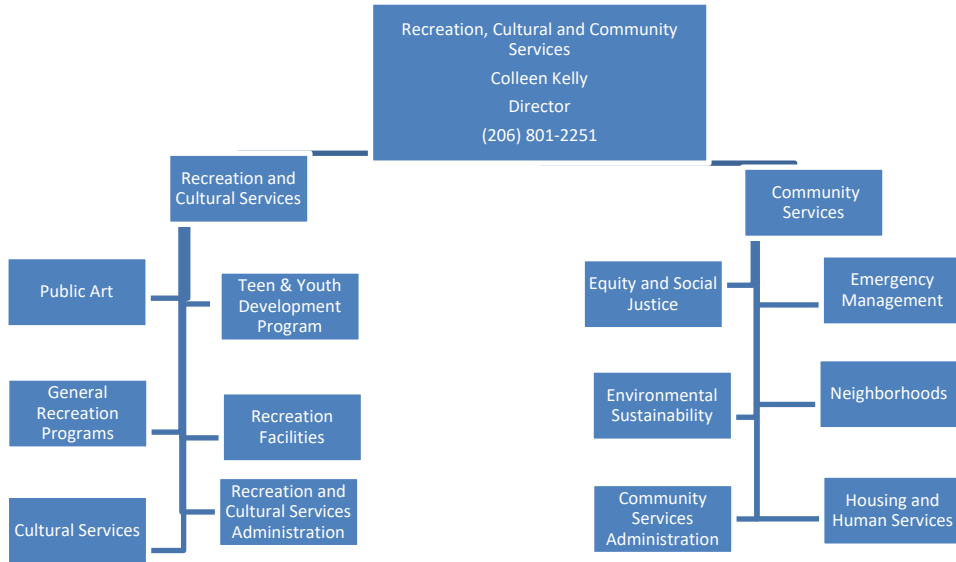 Recreation, Cultural and Community
Services
Colleen Kelly
Director
(206) 801-2251
Recreation and
Cultural Services
Community
Services
Public Art
Teen & Youth
Development
Program
General
Recreation
Programs
Recreation
Facilities
Cultural Services
Recreation and
Cultural Services
Administration
Equity and Social
Justice
Emergency
Management
Environmental
Sustainability
Neighborhoods
Community
Services
Administration
Housing and
Human Services